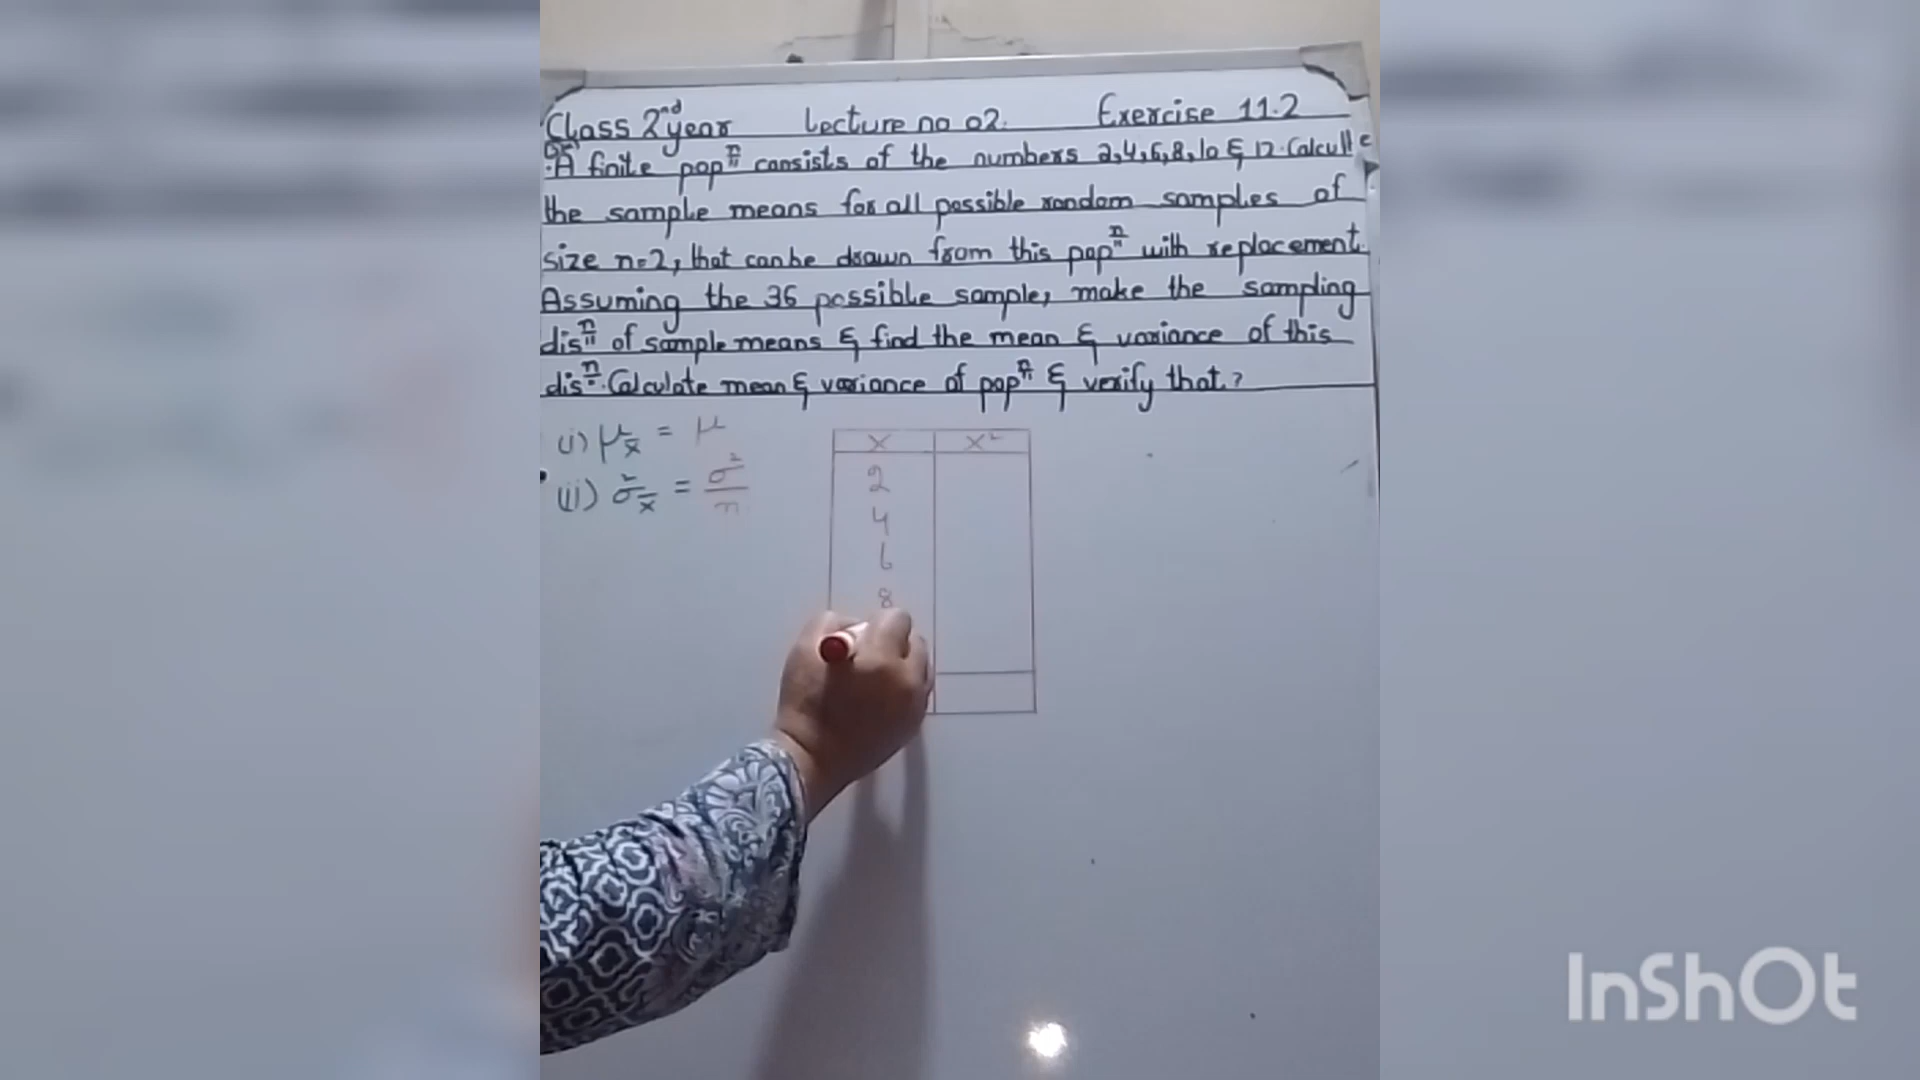 Class 2nd year Lecture no 02. Exercise 11.2
A finite popⁿ consists of the numbers 2,4,6,8,10 & 12. Calcul
the sample means for all possible random samples of
size n=2, that can be drawn from this popⁿ with replacement.
Assuming the 36 possible sample, make the sampling
disⁿ of sample means & find the mean & variance of this
disⁿ. Calculate mean & variance of popⁿ & verify that?
(i) μx̄ = μ
(ii) σ²x̄ = σ²/n
X X²
2
4
6
8
InShOt